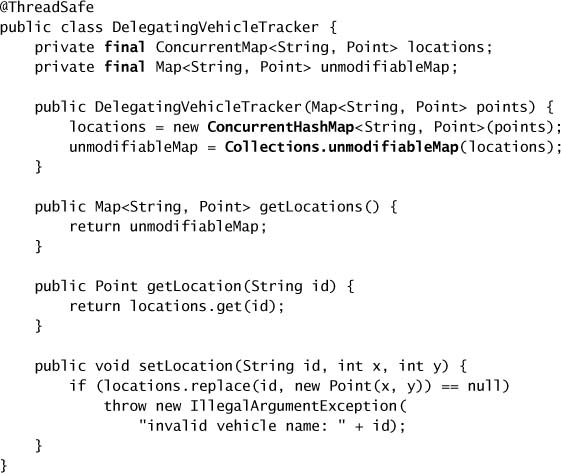 @ThreadSafe
public class DelegatingVehicleTracker {
    private final ConcurrentMap<String, Point> locations;
    private final Map<String, Point> unmodifiableMap;

    public DelegatingVehicleTracker(Map<String, Point> points) {
        locations = new ConcurrentHashMap<String, Point>(points);
        unmodifiableMap = Collections.unmodifiableMap(locations);
    }

    public Map<String, Point> getLocations() {
        return unmodifiableMap;
    }

    public Point getLocation(String id) {
        return locations.get(id);
    }

    public void setLocation(String id, int x, int y) {
        if (locations.replace(id, new Point(x, y)) == null)
            throw new IllegalArgumentException(
                "invalid vehicle name: " + id);
    }
}